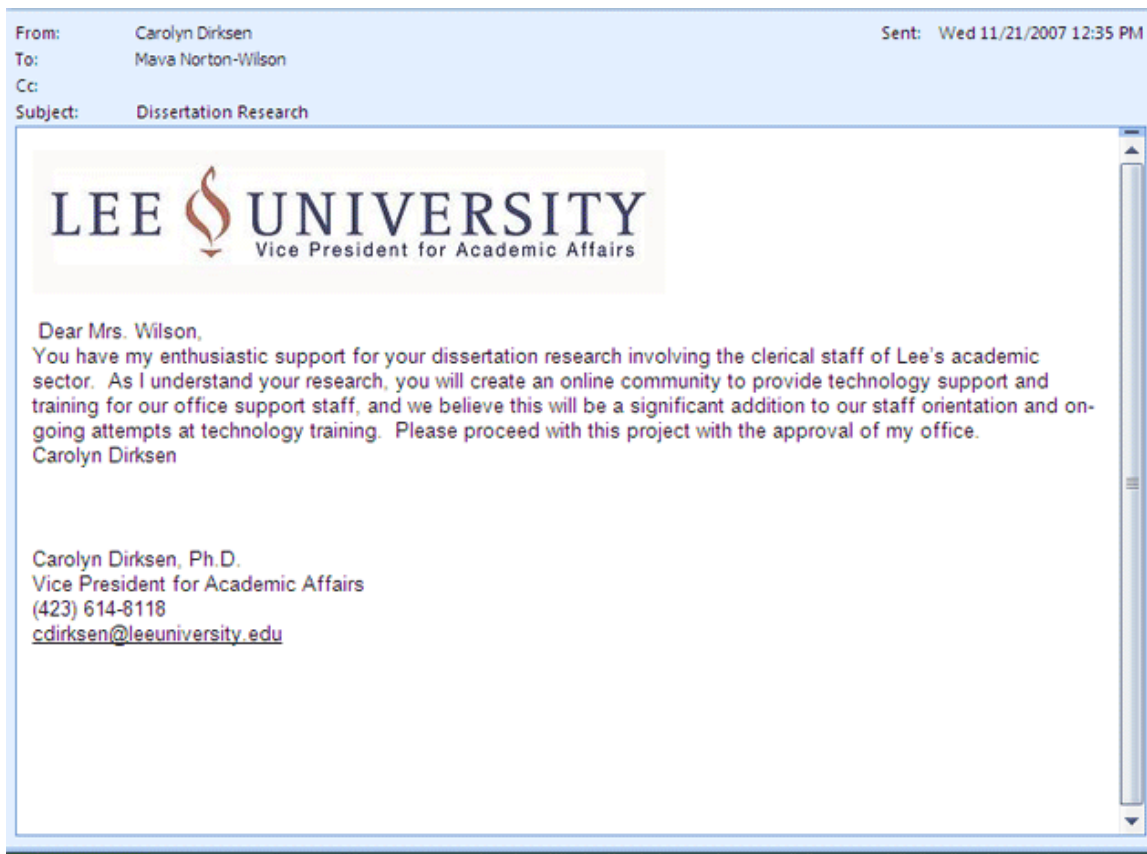 From: Carolyn Dirksen Sent: Wed 11/21/2007 12:35 PM
To: Mava Norton-Wilson
Cc:
Subject: Dissertation Research
LEE UNIVERSITY
Vice President for Academic Affairs
Dear Mrs. Wilson,
You have my enthusiastic support for your dissertation research involving the clerical staff of Lee's academic
sector. As I understand your research, you will create an online community to provide technology support and
training for our office support staff, and we believe this will be a significant addition to our staff orientation and on-
going attempts at technology training. Please proceed with this project with the approval of my office.
Carolyn Dirksen
Carolyn Dirksen, Ph.D.
Vice President for Academic Affairs
(423) 614-8118
cdirksen@leeuniversity.edu